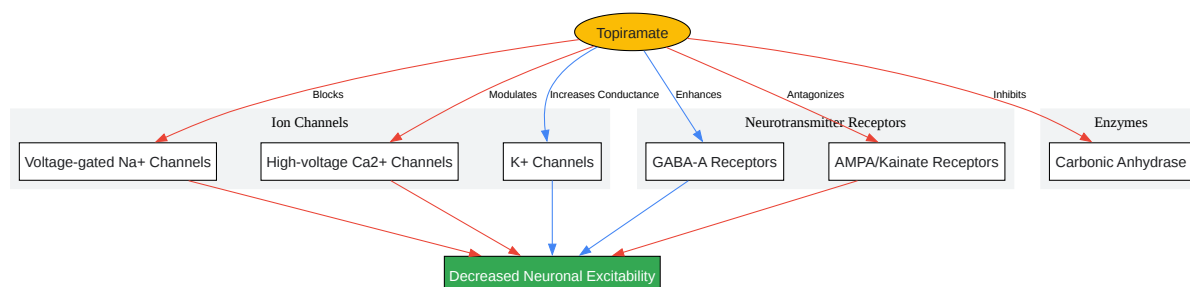 Topiramate
Blocks
Modulates
Increases Conductance
Enhances
Antagonizes
Inhibits
Ion Channels
Neurotransmitter Receptors
Enzymes
Voltage-gated Na+ Channels
High-voltage Ca2+ Channels
K+ Channels
GABA-A Receptors
AMPA/Kainate Receptors
Carbonic Anhydrase
Decreased Neuronal Excitability